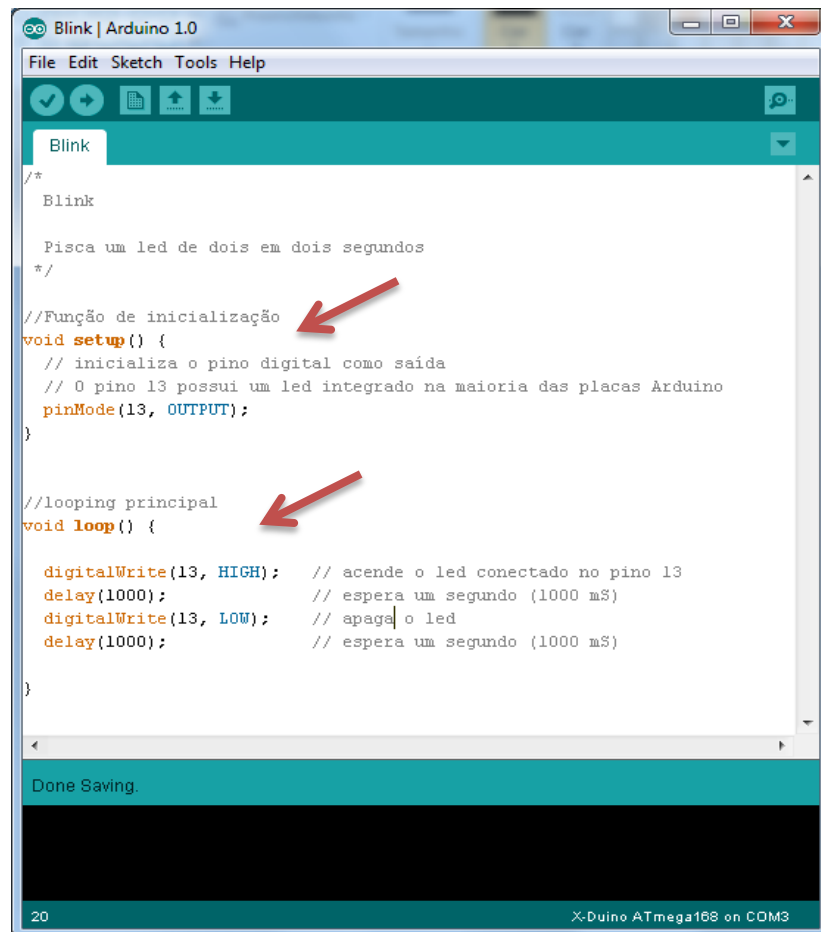 Blink | Arduino 1.0
File Edit Sketch Tools Help
Blink
/*
Blink
Pisca um led de dois em dois segundos
*/
//Função de inicialização
void setup() {
// inicializa o pino digital como saída
// O pino 13 possui um led integrado na maioria das placas Arduino
pinMode(13, OUTPUT);
}
//looping principal
void loop() {
digitalWrite(13, HIGH); // acende o led conectado no pino 13
delay(1000); // espera um segundo (1000 mS)
digitalWrite(13, LOW); // apaga o led
delay(1000); // espera um segundo (1000 mS)
}
Done Saving.
20 X-Duino ATmega168 on COM3